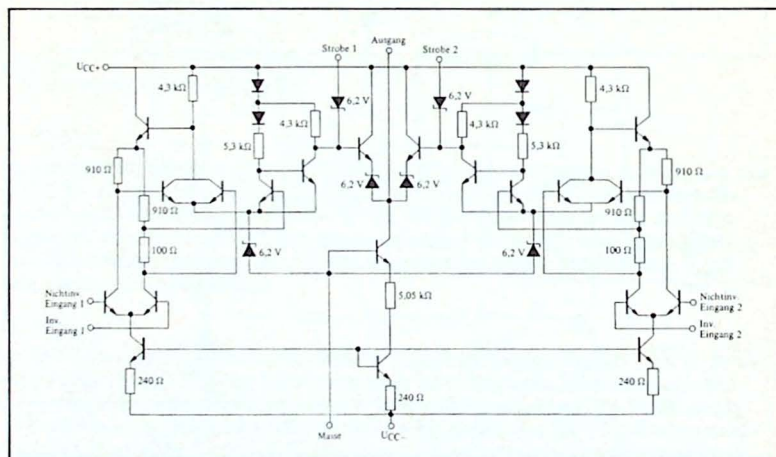 Ausgang
Strobe 1
Strobe 2
UCC+
4,3 kΩ
6,2 V
6,2 V
4,3 kΩ
4,3 kΩ
4,3 kΩ
5,3 kΩ
5,3 kΩ
910 Ω
6,2 V
6,2 V
910 Ω
910 Ω
910 Ω
100 Ω
6,2 V
6,2 V
100 Ω
Nichtinv.
Eingang 1
5,05 kΩ
Nichtinv.
Eingang 2
Inv.
Eingang 1
Inv.
Eingang 2
240 Ω
240 Ω
240 Ω
Masse
UCC−